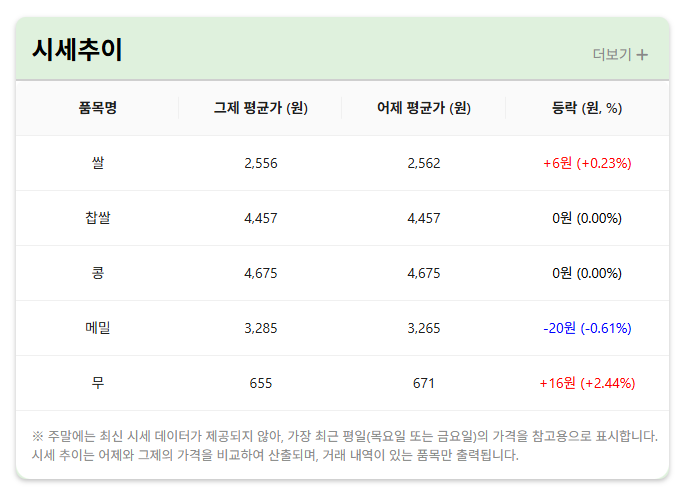 시세추이
더보기 +
품목명 그제 평균가 (원) 어제 평균가 (원) 등락 (원, %)
쌀 2,556 2,562 +6원 (+0.23%)
찹쌀 4,457 4,457 0원 (0.00%)
콩 4,675 4,675 0원 (0.00%)
메밀 3,285 3,265 -20원 (-0.61%)
무 655 671 +16원 (+2.44%)
※ 주말에는 최신 시세 데이터가 제공되지 않아, 가장 최근 평일(목요일 또는 금요일)의 가격을 참고용으로 표시합니다.
시세 추이는 어제와 그제의 가격을 비교하여 산출되며, 거래 내역이 있는 품목만 출력됩니다.